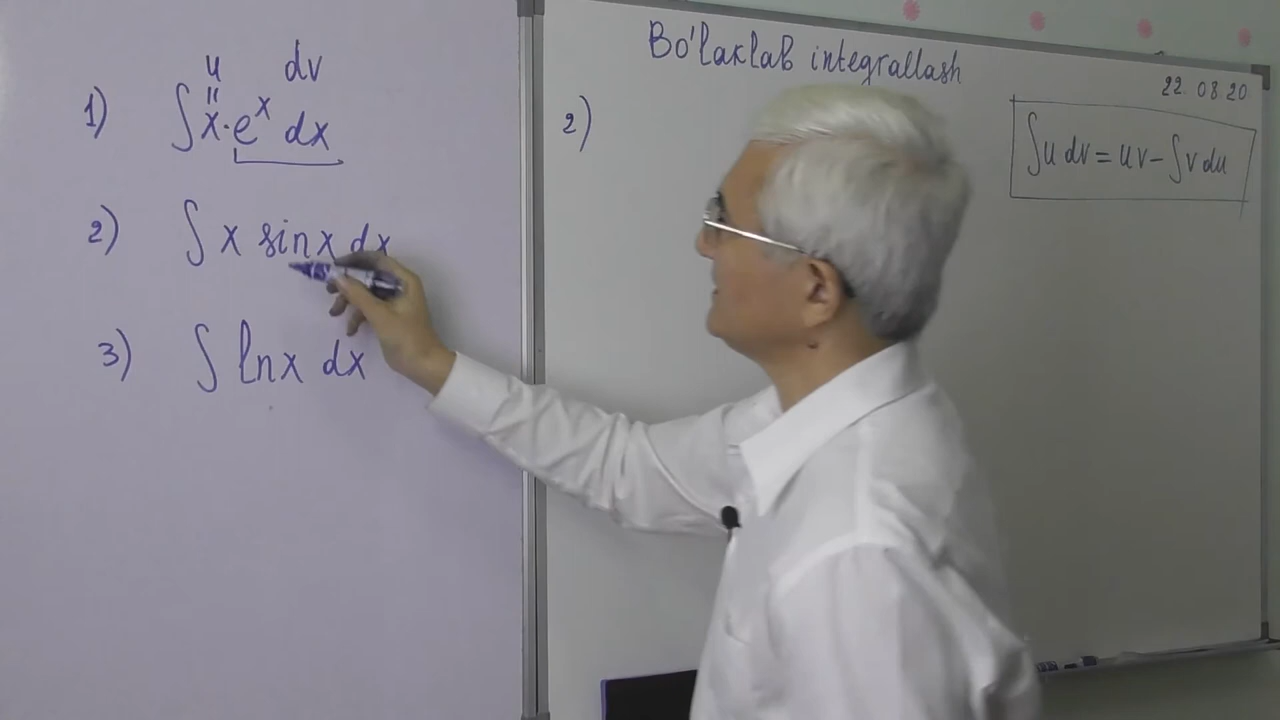 u dv
"
1) ∫ x·eˣ dx
2) ∫ x sinx dx
3) ∫ lnx dx
Bo'laklab integrallash
22. 08 20
2)
∫u dv = uv - ∫v du